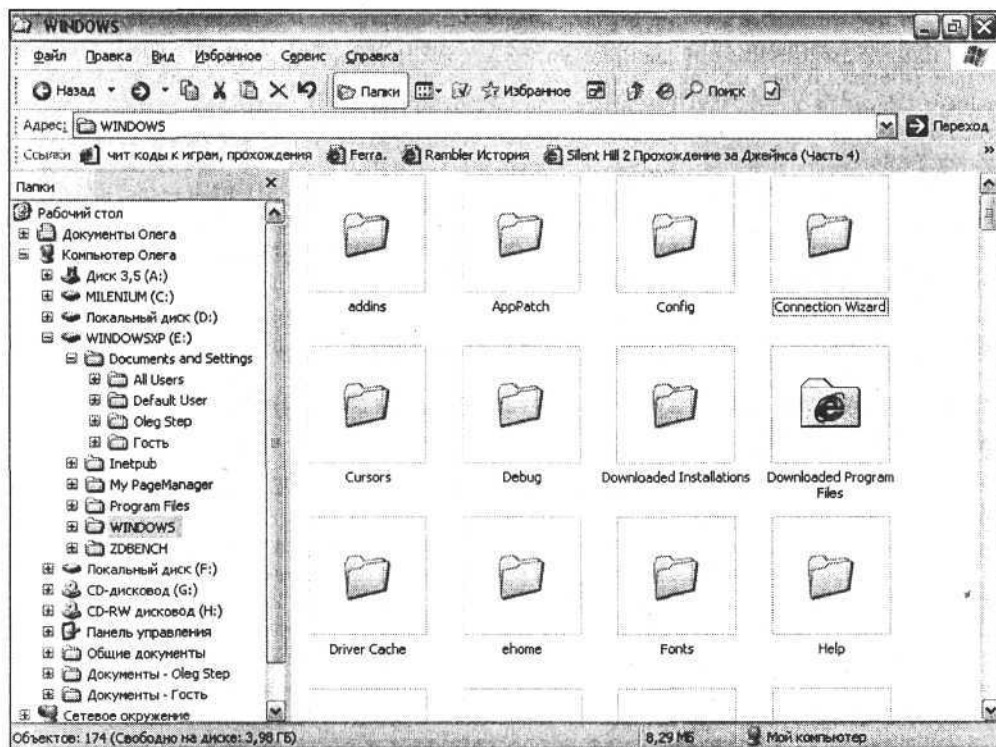 WINDOWS
Файл Правка Вид Избранное Сервис Справка
Назад Папки Избранное Поиск
Адрес: WINDOWS Переход
Ссылки чит коды к играм, прохождения Ferra. Rambler История Silent Hill 2 Прохождение за Джеймса (Часть 4) »
Папки
Рабочий стол
Документы Олега
Компьютер Олега
Диск 3,5 (A:)
MILENIUM (C:)
Локальный диск (D:)
WINDOWSXP (E:)
Documents and Settings
All Users
Default User
Oleg Step
Гость
Inetpub
My PageManager
Program Files
WINDOWS
ZDBENCH
Локальный диск (F:)
CD-дисковод (G:)
CD-RW дисковод (H:)
Панель управления
Общие документы
Документы - Oleg Step
Документы - Гость
Сетевое окружение
addins AppPatch Config Connection Wizard
Cursors Debug Downloaded Installations Downloaded Program
Files
Driver Cache ehome Fonts Help
Объектов: 174 (Свободно на диске: 3,98 ГБ) 8,29 МБ Мой компьютер